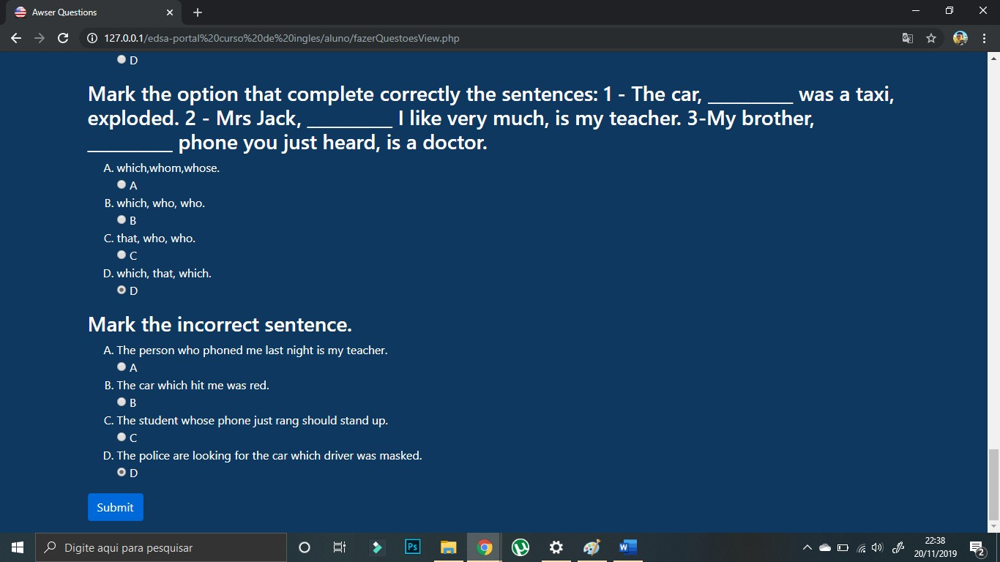 Awser Questions
127.0.0.1/edsa-portal%20curso%20de%20ingles/aluno/fazerQuestoesView.php
D
Mark the option that complete correctly the sentences: 1 - The car, _________ was a taxi,
exploded. 2 - Mrs Jack, _________ I like very much, is my teacher. 3-My brother,
_________ phone you just heard, is a doctor.
A. which,whom,whose.
A
B. which, who, who.
B
C. that, who, who.
C
D. which, that, which.
D
Mark the incorrect sentence.
A. The person who phoned me last night is my teacher.
A
B. The car which hit me was red.
B
C. The student whose phone just rang should stand up.
C
D. The police are looking for the car which driver was masked.
D
Submit
Digite aqui para pesquisar
Ps
W
22:38
20/11/2019
2